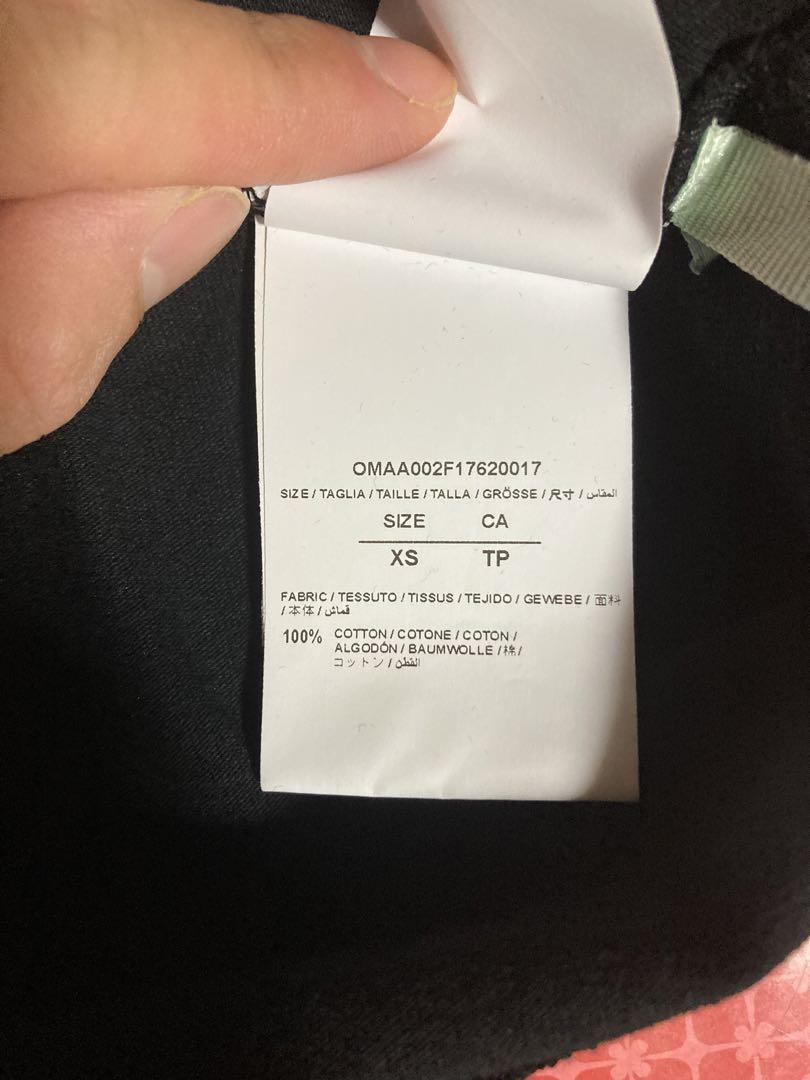 OMAA002F17620017
SIZE / TAGLIA / TAILLE / TALLA / GRÖSSE / 尺寸 / المقاس
SIZE CA
XS TP
FABRIC / TESSUTO / TISSUS / TEJIDO / GEWEBE / 面料
/ 本体 / قماش
100% COTTON / COTONE / COTON /
ALGODÓN / BAUMWOLLE / 棉 /
コットン / القطن